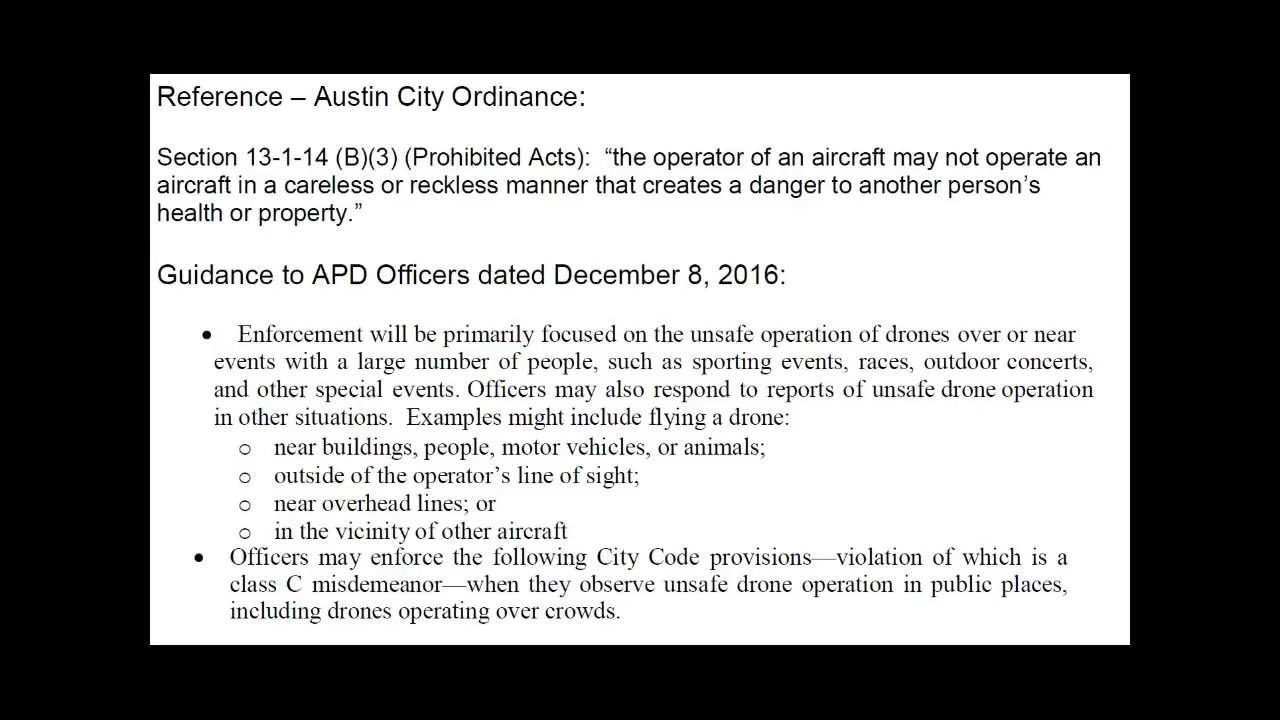 Reference – Austin City Ordinance:
Section 13-1-14 (B)(3) (Prohibited Acts):  “the operator of an aircraft may not operate an
aircraft in a careless or reckless manner that creates a danger to another person’s
health or property.”
Guidance to APD Officers dated December 8, 2016:
• Enforcement will be primarily focused on the unsafe operation of drones over or near
events with a large number of people, such as sporting events, races, outdoor concerts,
and other special events. Officers may also respond to reports of unsafe drone operation
in other situations.  Examples might include flying a drone:
o near buildings, people, motor vehicles, or animals;
o outside of the operator’s line of sight;
o near overhead lines; or
o in the vicinity of other aircraft
• Officers may enforce the following City Code provisions—violation of which is a
class C misdemeanor—when they observe unsafe drone operation in public places,
including drones operating over crowds.